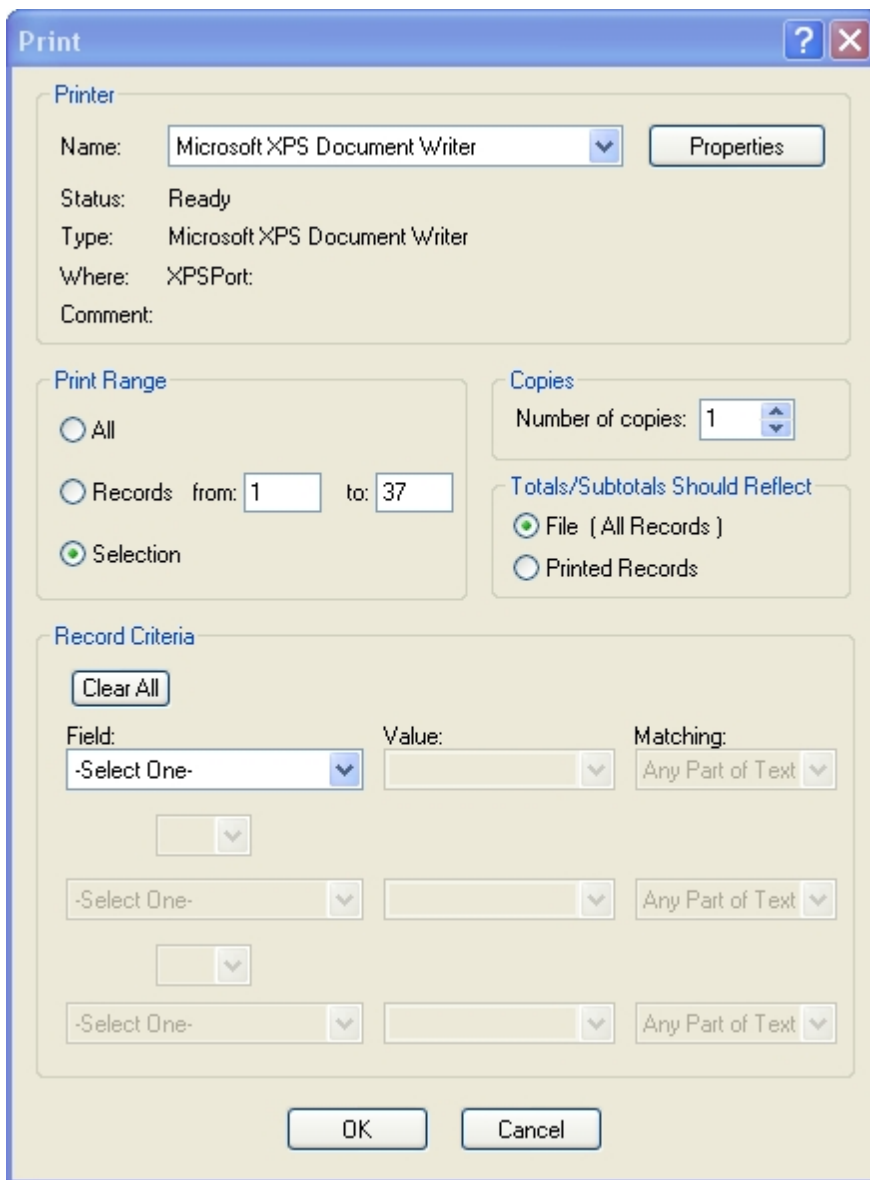 Print
Printer
Name: Microsoft XPS Document Writer Properties
Status: Ready
Type: Microsoft XPS Document Writer
Where: XPSPort:
Comment:
Print Range
All
Records from: 1 to: 37
Selection
Copies
Number of copies: 1
Totals/Subtotals Should Reflect
File ( All Records )
Printed Records
Record Criteria
Clear All
Field: Value: Matching:
-Select One- Any Part of Text
-Select One- Any Part of Text
-Select One- Any Part of Text
OK Cancel